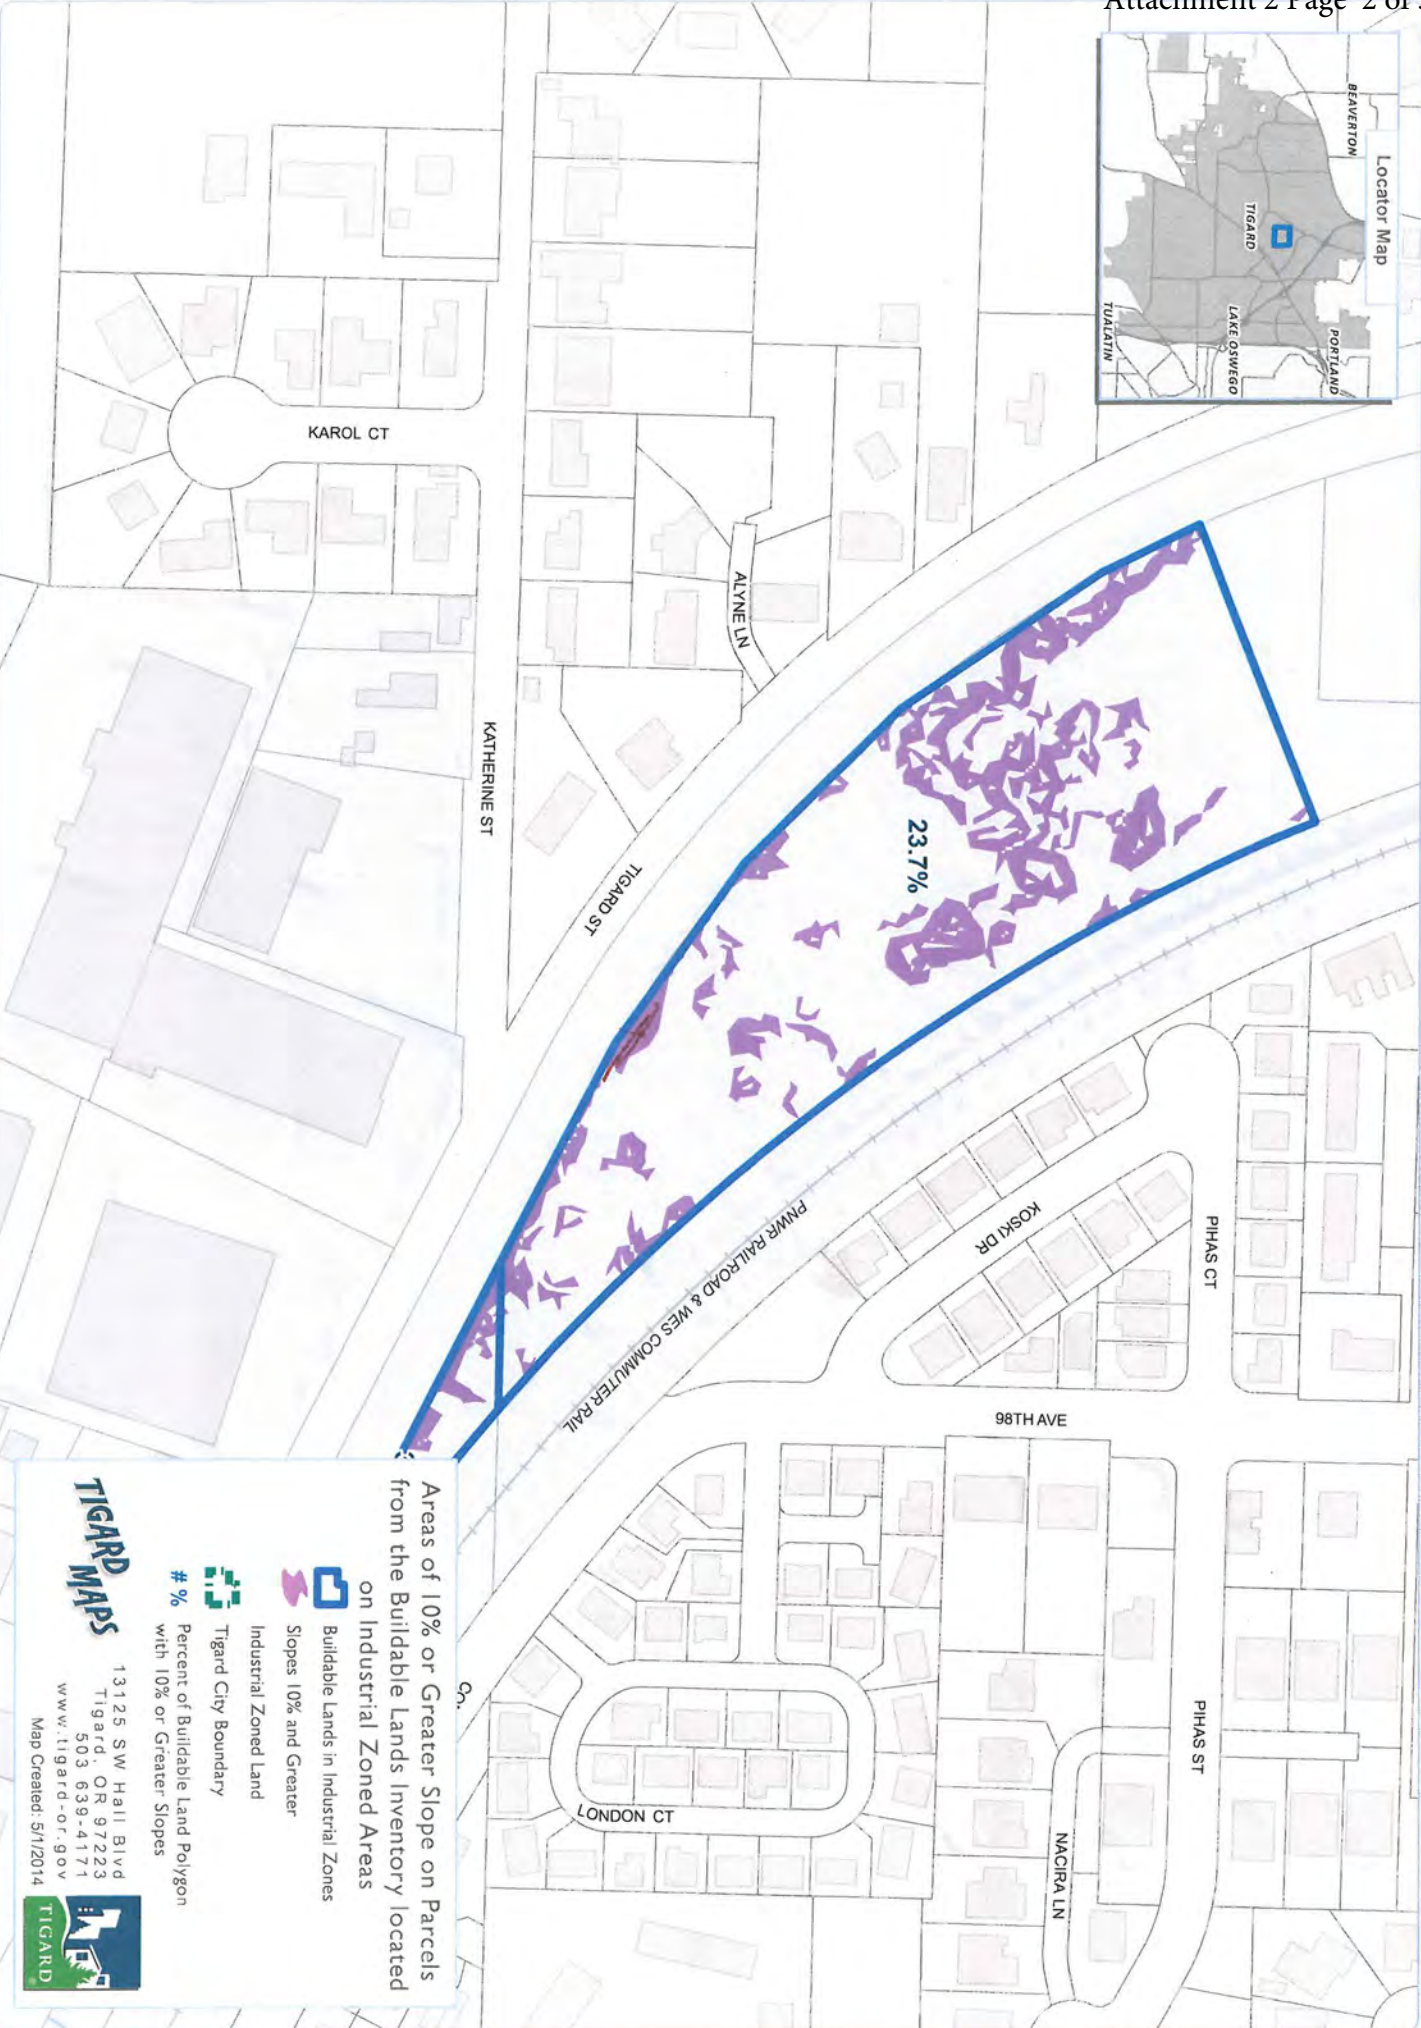 Attachment 2 Page 2 of
Locator Map
BEAVERTON
TIGARD
PORTLAND
LAKE OSWEGO
TUALATIN
KAROL CT
ALYNE LN
KATHERINE ST
TIGARD ST
23.7%
PNWR RAILROAD & WES COMMUTER RAIL
KOSKI DR
PIHAS CT
98TH AVE
PIHAS ST
LONDON CT
NACIRA LN
Areas of 10% or Greater Slope on Parcels
from the Buildable Lands Inventory located
on Industrial Zoned Areas
Buildable Lands in Industrial Zones
Slopes 10% and Greater
Industrial Zoned Land
Tigard City Boundary
# % Percent of Buildable Land Polygon
with 10% or Greater Slopes
TIGARD
MAPS
13125 SW Hall Blvd
Tigard, OR 97223
503 639-4171
www.tigard-or.gov
Map Created: 5/1/2014
TIGARD